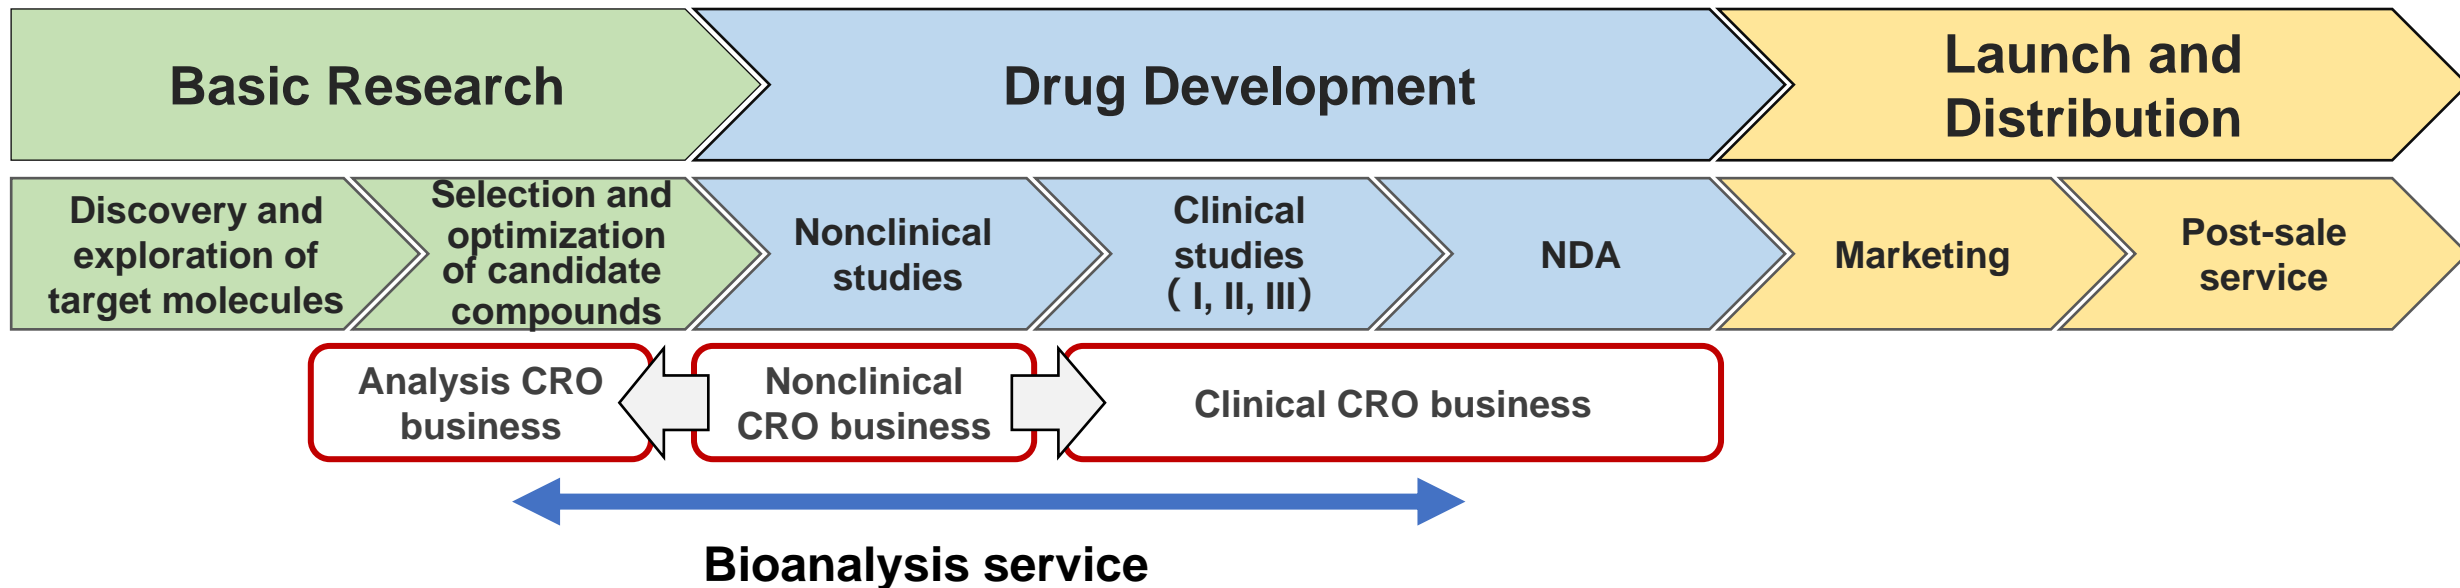 Basic Research
Drug Development
Launch and
Distribution
Discovery and
exploration of
target molecules
Selection and
optimization
of candidate
compounds
Nonclinical
studies
Clinical
studies
（ I, II, III）
NDA
Marketing
Post-sale
service
Analysis CRO
business
Nonclinical
CRO business
Clinical CRO business
Bioanalysis service